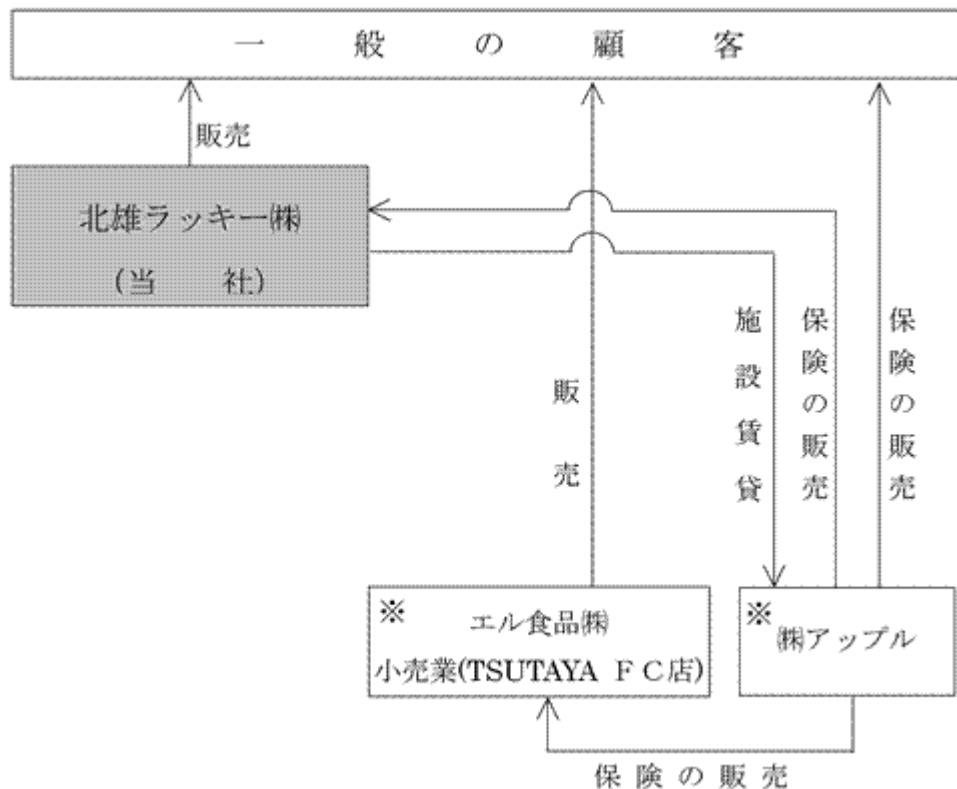 一般の顧客
販売
北雄ラッキー㈱
(当社)
販売
施設賃貸
保険の販売
保険の販売
※
エル食品㈱
小売業(TSUTAYA ＦＣ店)
※
㈱アップル
保険の販売